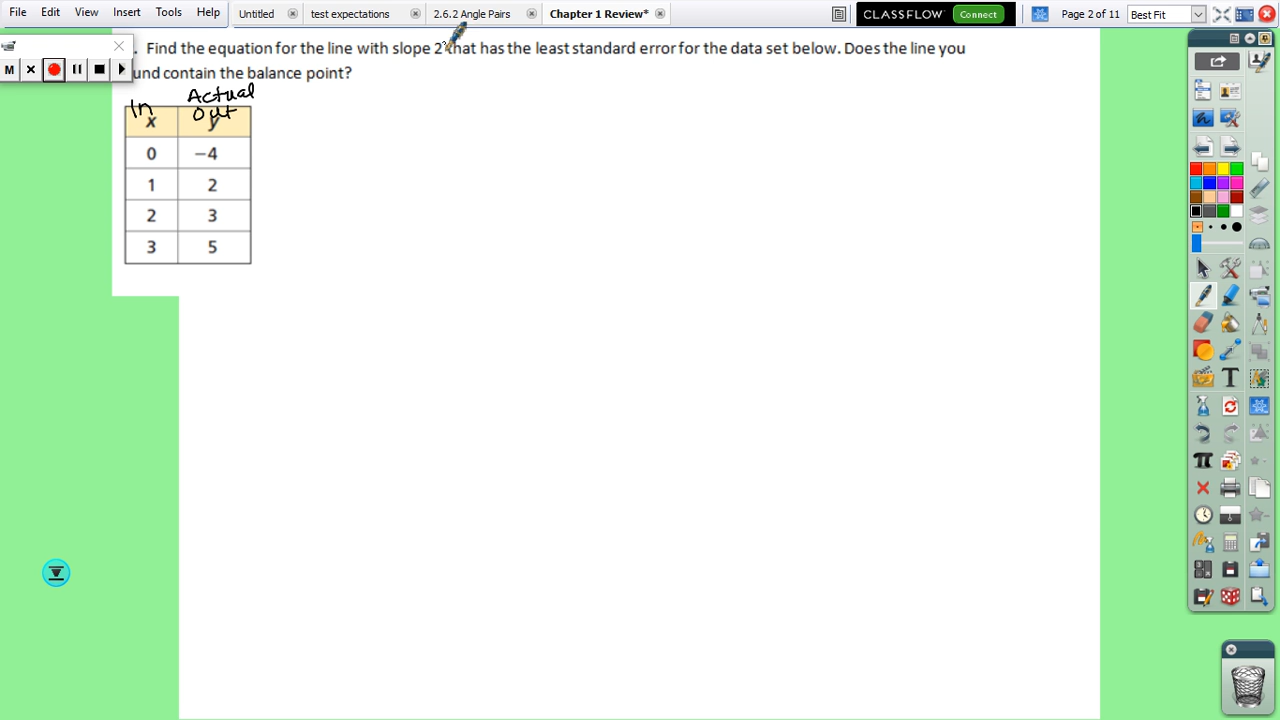 File Edit View Insert Tools Help
Untitled test expectations 2.6.2 Angle Pairs Chapter 1 Review*
CLASSFLOW Connect
Page 2 of 11 Best Fit
M
. Find the equation for the line with slope 2 that has the least standard error for the data set below. Does the line you
und contain the balance point?
In Actual
Out
x y
0 −4
1 2
2 3
3 5